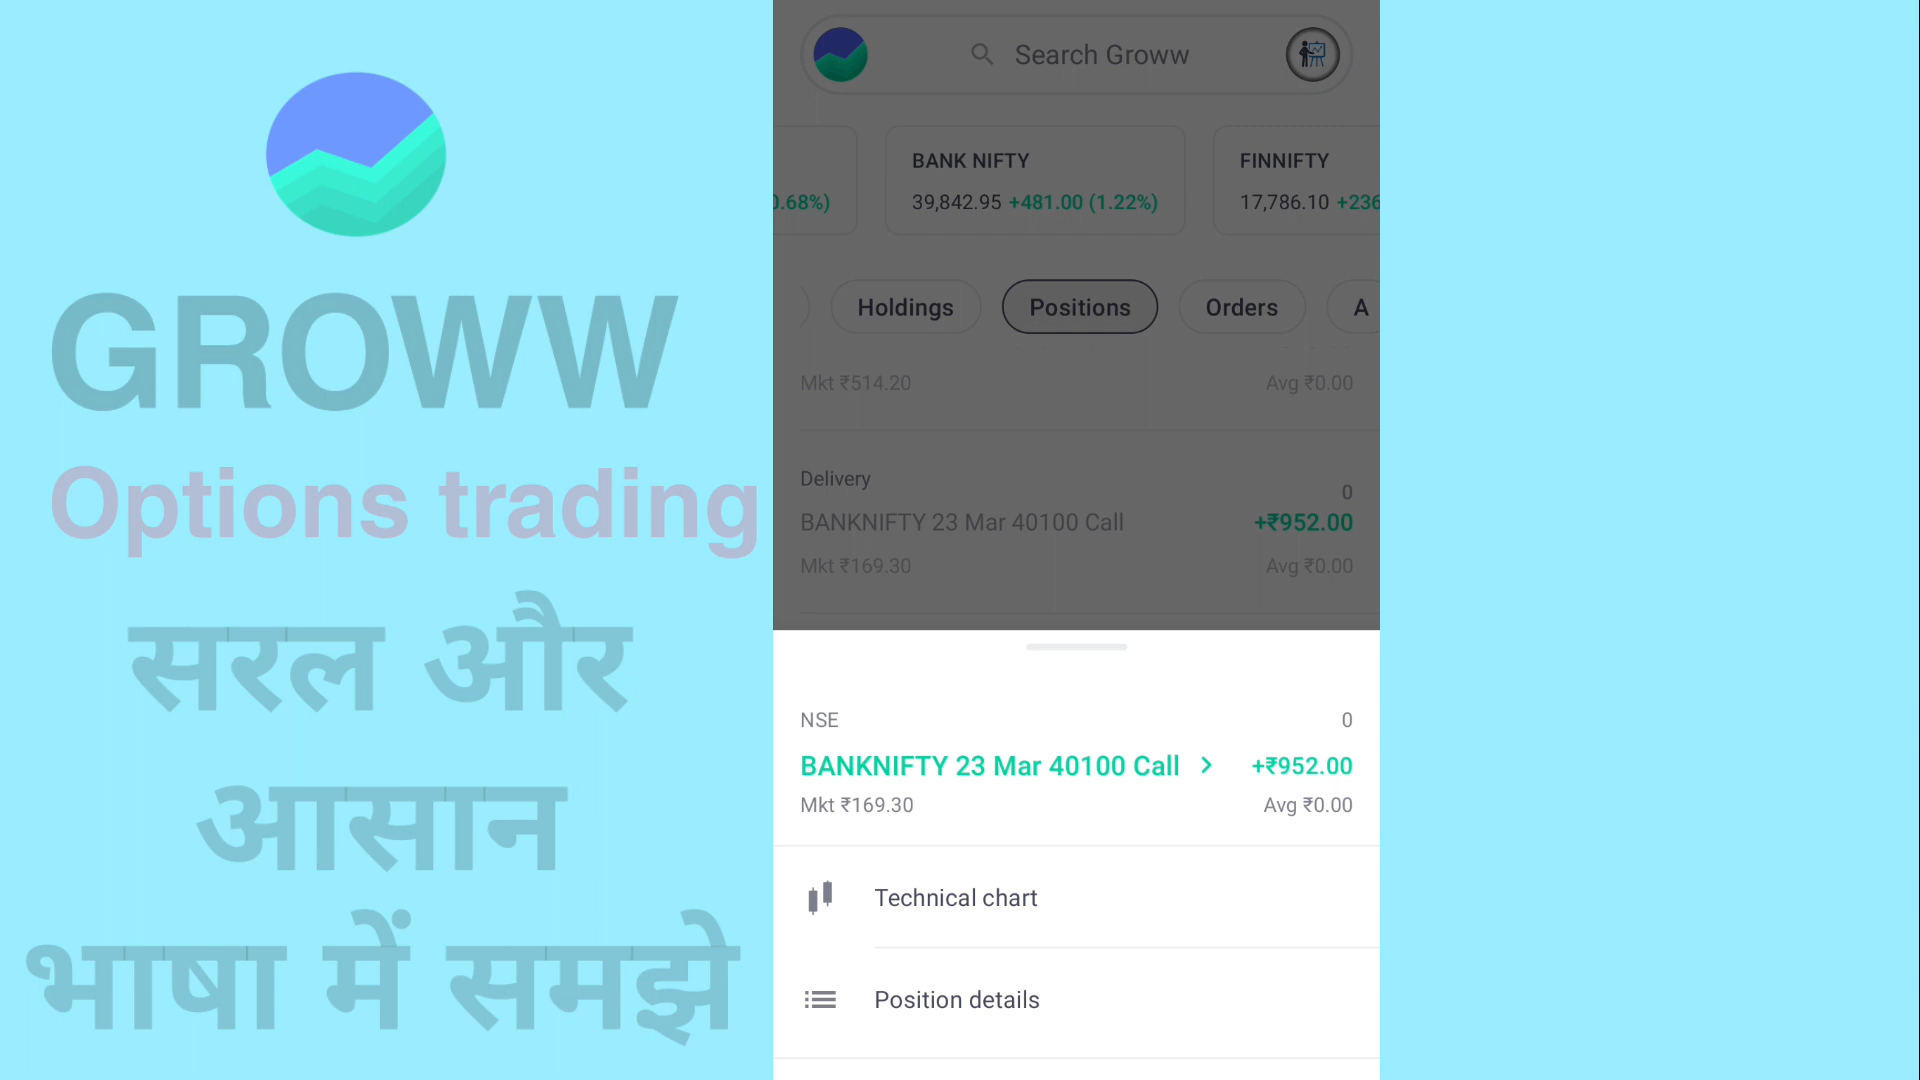 GROWW
Options trading
सरल और
आसान
भाषा में समझे
Search Groww
0.68%)
BANK NIFTY
39,842.95 +481.00 (1.22%)
FINNIFTY
17,786.10 +236
Holdings
Positions
Orders
A
Mkt ₹514.20
Avg ₹0.00
Delivery
0
BANKNIFTY 23 Mar 40100 Call
+₹952.00
Mkt ₹169.30
Avg ₹0.00
NSE
0
BANKNIFTY 23 Mar 40100 Call
+₹952.00
Mkt ₹169.30
Avg ₹0.00
Technical chart
Position details